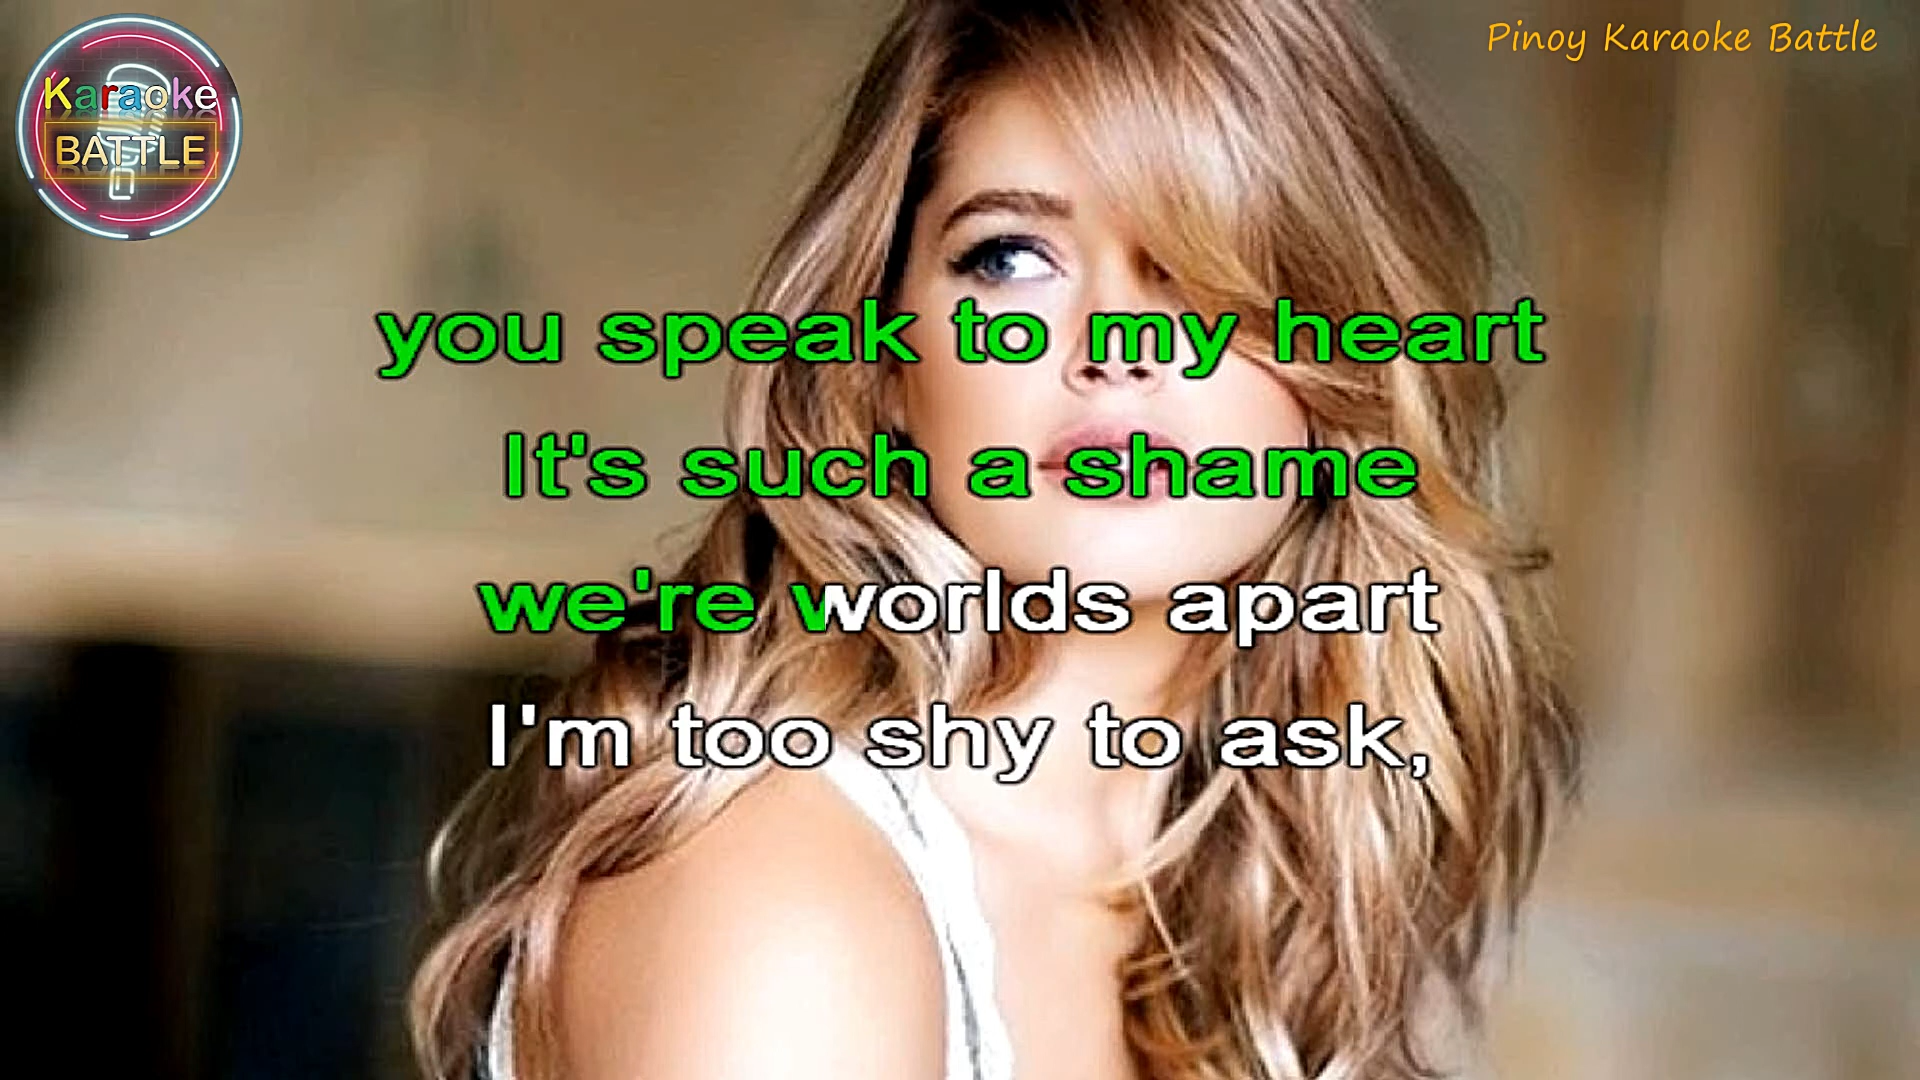 Karaoke
BATTLE
Pinoy Karaoke Battle
you speak to my heart
It's such a shame
we're worlds apart
I'm too shy to ask,